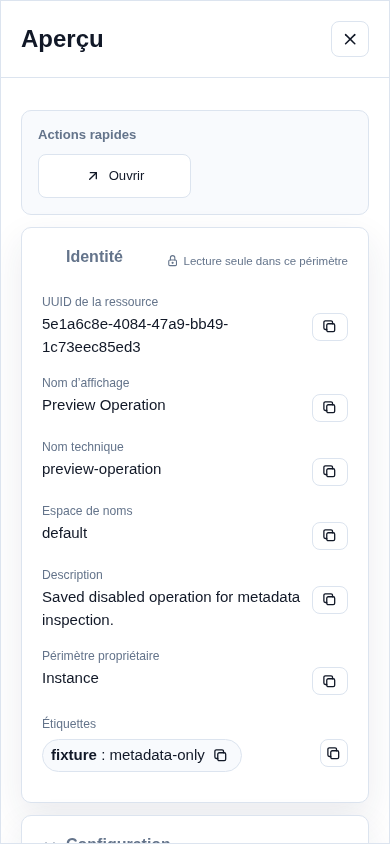 Aperçu
Actions rapides
Ouvrir
Identité
Lecture seule dans ce périmètre
UUID de la ressource
5e1a6c8e-4084-47a9-bb49-
1c73eec85ed3
Nom d’affichage
Preview Operation
Nom technique
preview-operation
Espace de noms
default
Description
Saved disabled operation for metadata
inspection.
Périmètre propriétaire
Instance
Étiquettes
fixture : metadata-only
Configuration